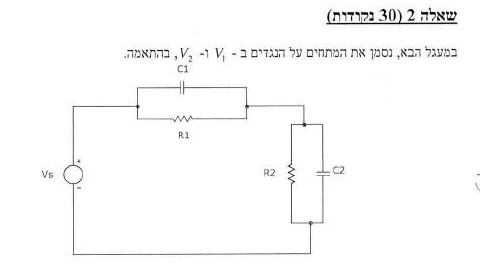 שאלה 2 (30 נקודות)
במעגל הבא, נסמן את המתחים על הנגדים ב - V₁ ו- V₂, בהתאמה.
C1
R1
R2
C2
Vs
+
-